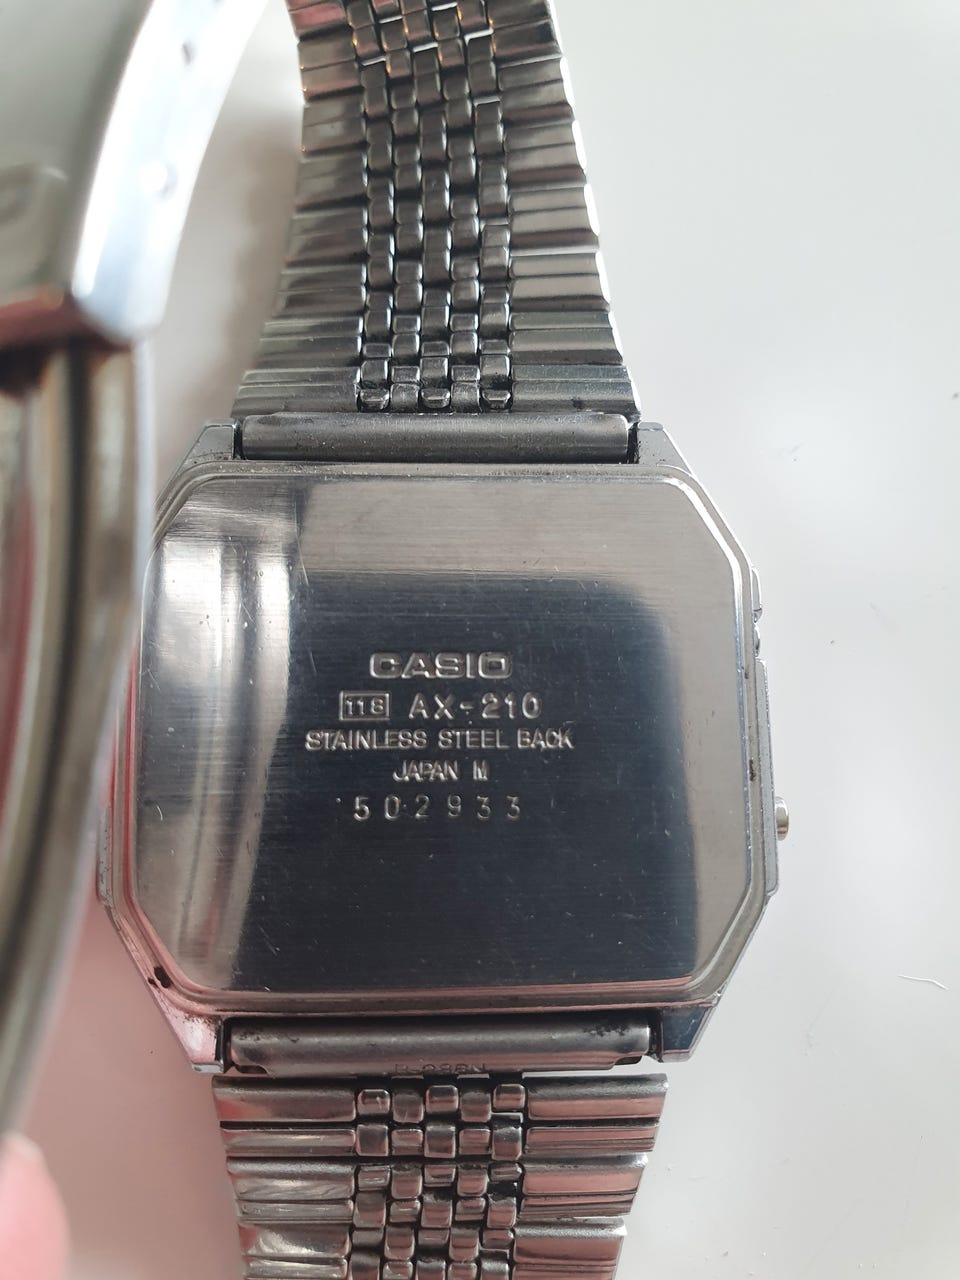 CASIO
118 AX-210
STAINLESS STEEL BACK
JAPAN M
502933